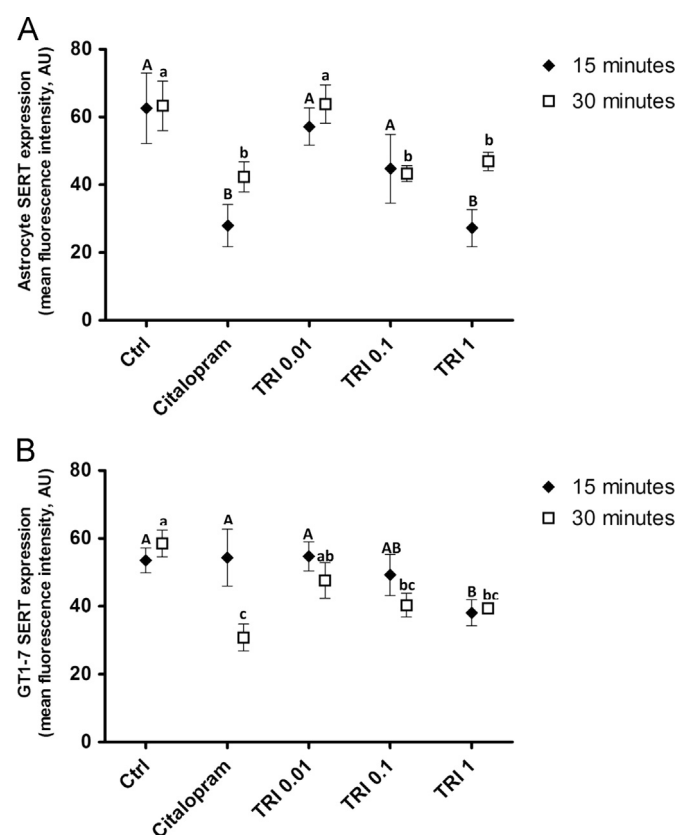 A
Astrocyte SERT expression
(mean fluorescence intensity, AU)
80
60
40
20
0
A a
B b
A a
A b
B b
Ctrl
Citalopram
TRI 0.01
TRI 0.1
TRI 1
15 minutes
30 minutes
B
GT1-7 SERT expression
(mean fluorescence intensity, AU)
80
60
40
20
0
A a
A c
A ab
AB bc
B bc
Ctrl
Citalopram
TRI 0.01
TRI 0.1
TRI 1
15 minutes
30 minutes